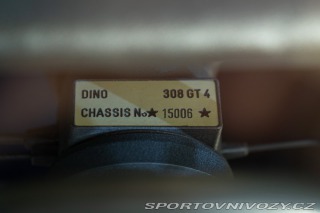 DINO 308 GT 4
CHASSIS No★ 15006 ★
SPORTOVNIVOZY.CZ